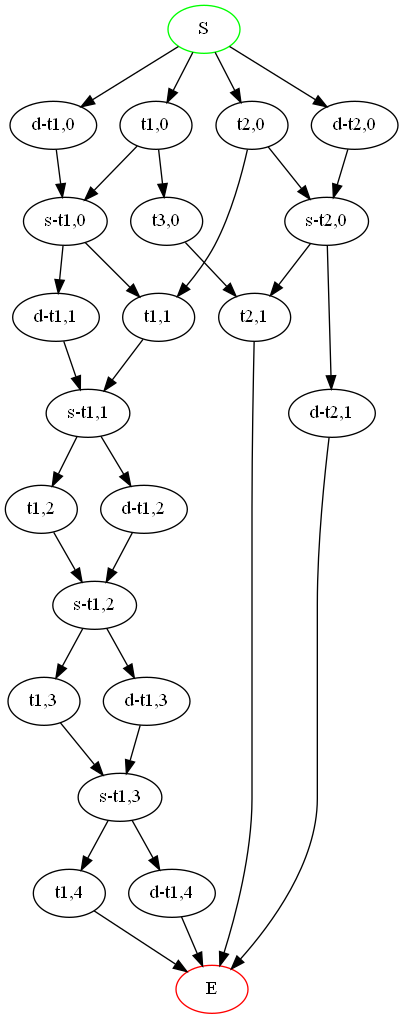 S
d-t1,0 t1,0 t2,0 d-t2,0
s-t1,0 t3,0 s-t2,0
d-t1,1 t1,1 t2,1
s-t1,1 d-t2,1
t1,2 d-t1,2
s-t1,2
t1,3 d-t1,3
s-t1,3
t1,4 d-t1,4
E